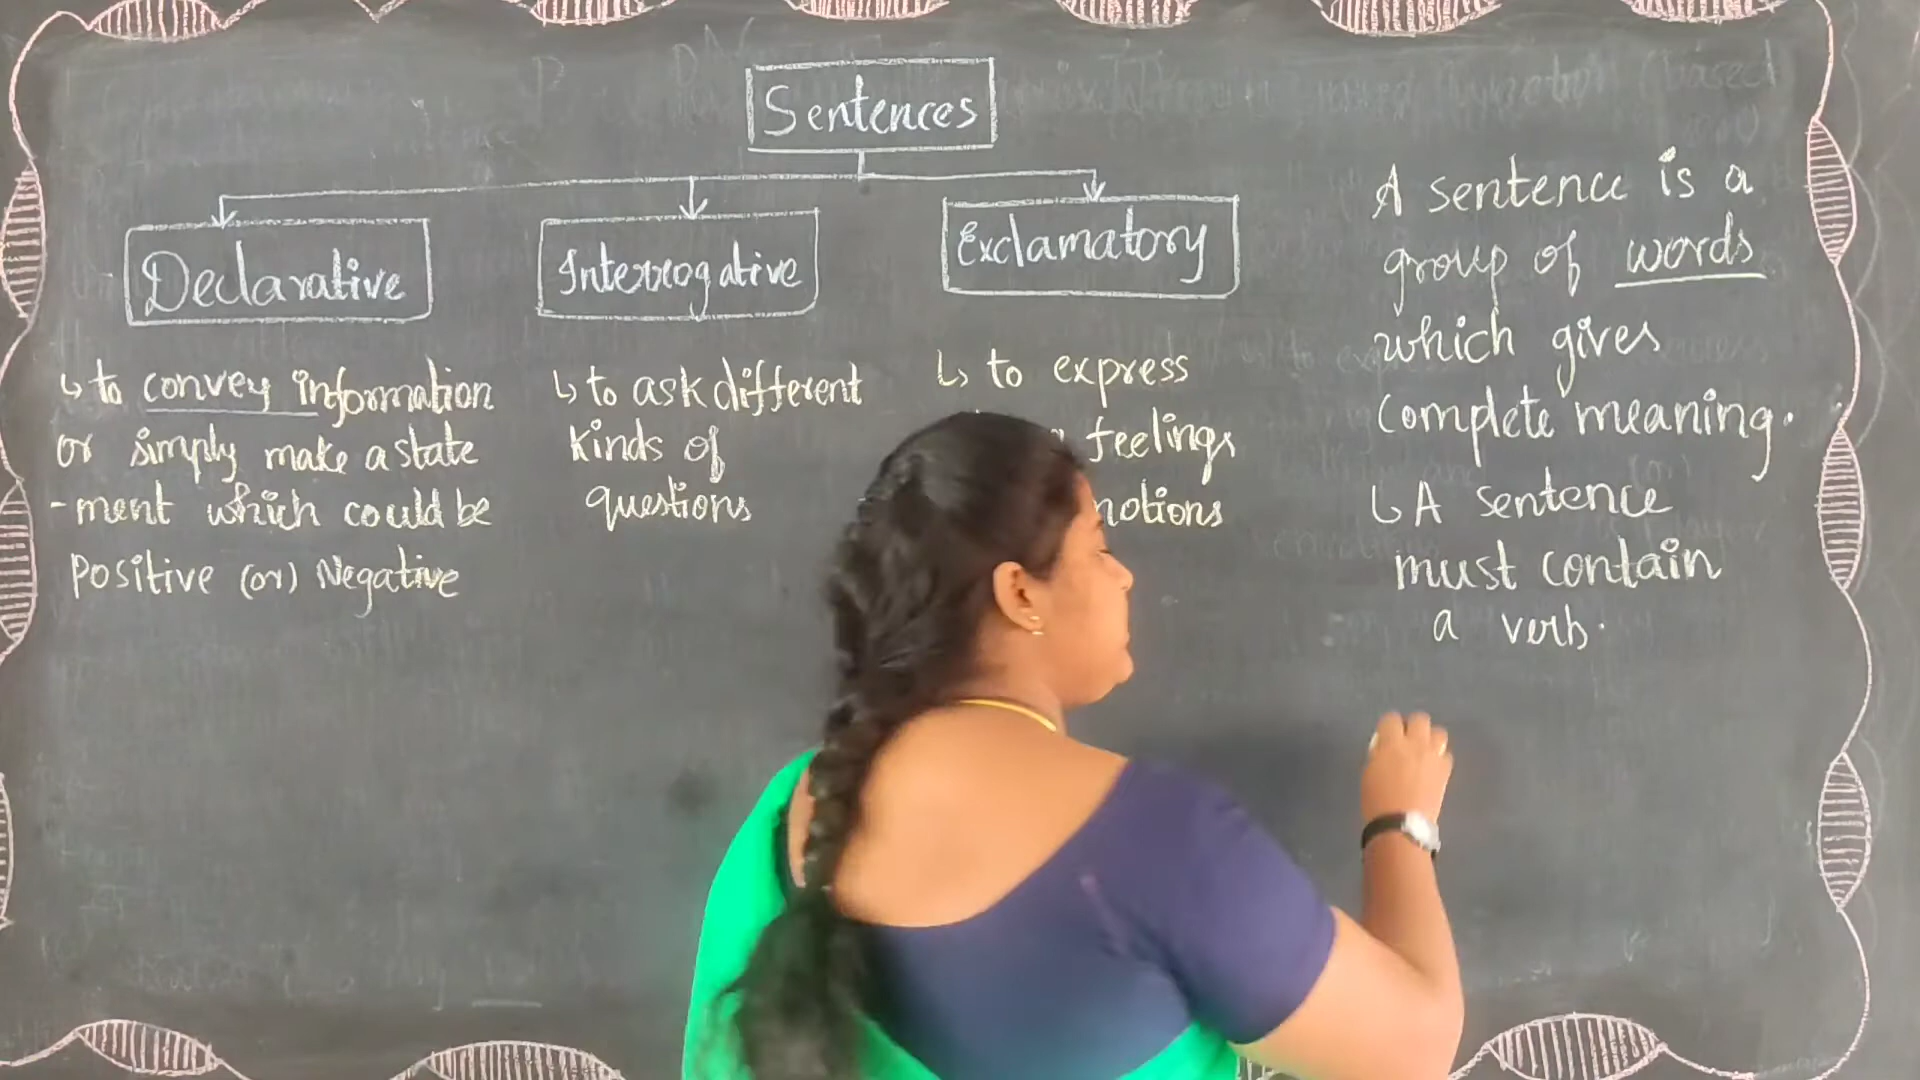 Sentences
Declarative
↳ to convey information
or simply make a state
-ment which could be
positive (or) Negative
Interrogative
↳ to ask different
kinds of
questions
Exclamatory
↳ to express
feelings
A sentence is a
group of words
which gives
complete meaning.
↳ A sentence
must contain
a verb.